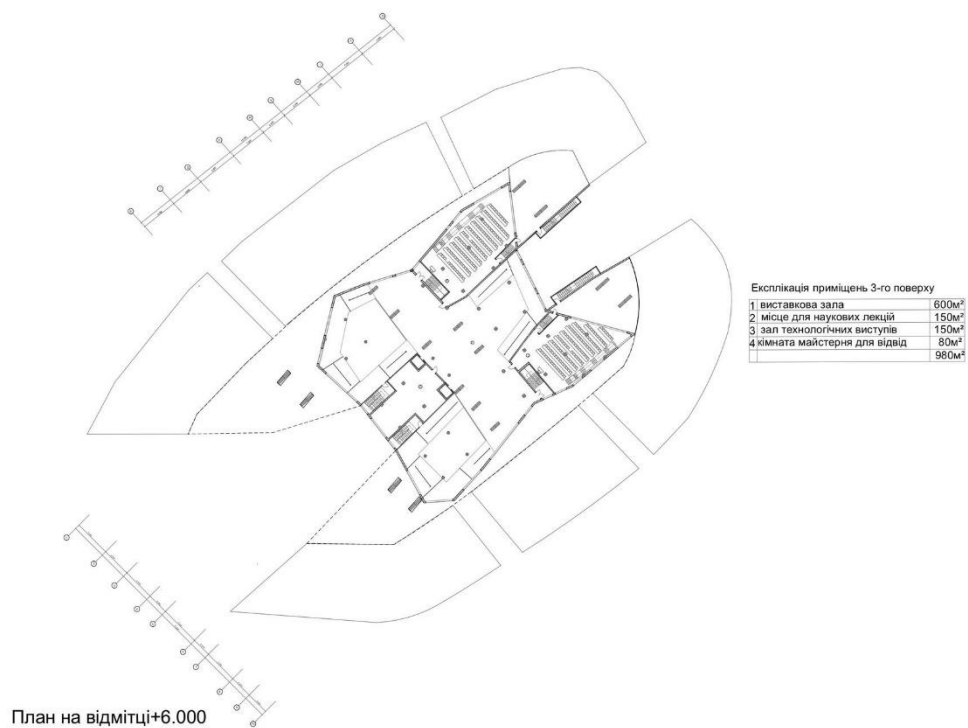 Експлікація приміщень 3-го поверху
1 виставкова зала 600м²
2 місце для наукових лекцій 150м²
3 зал технологічних виступів 150м²
4 кімната майстерня для відвід 80м²
980м²
План на відмітці+6.000